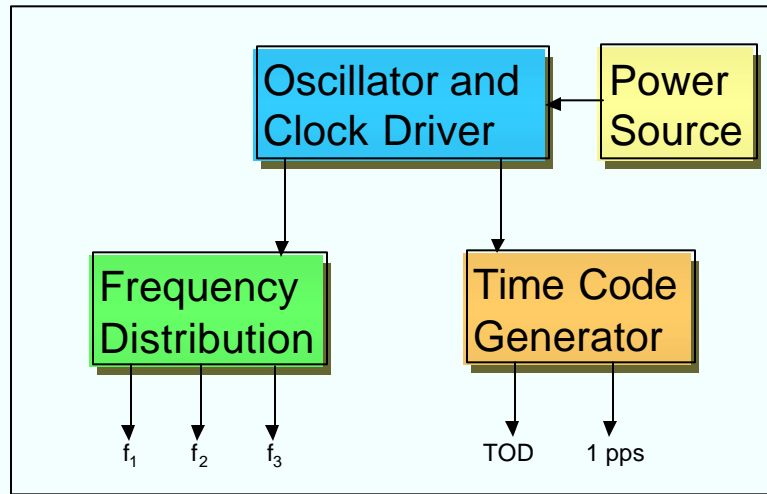 Oscillator and
Clock Driver
Power
Source
Frequency
Distribution
Time Code
Generator
f₁ f₂ f₃ TOD 1 pps